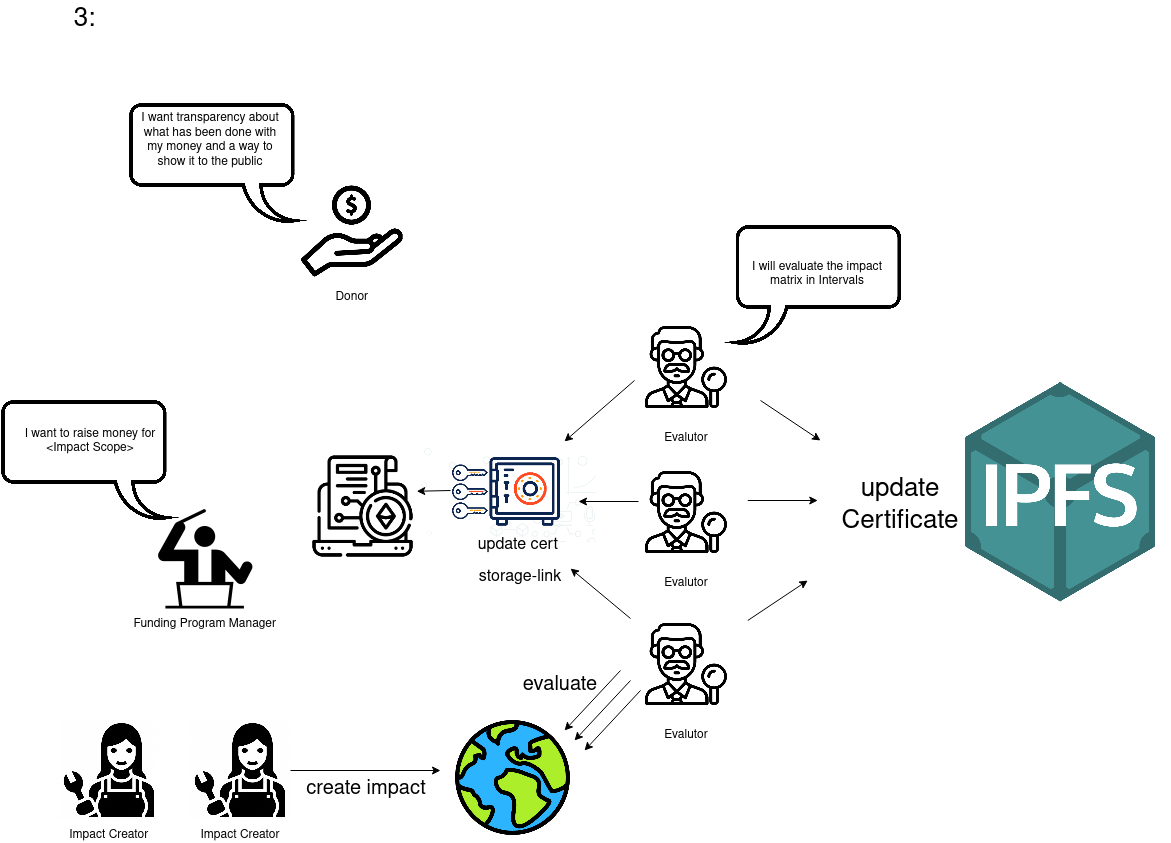 3:
I want transparency about
what has been done with
my money and a way to
show it to the public
$
Donor
I will evaluate the impact
matrix in Intervals
I want to raise money for
<Impact Scope>
Evalutor
update
Certificate
IPFS
update cert
storage-link
Evalutor
Funding Program Manager
evaluate
Evalutor
create impact
Impact Creator
Impact Creator